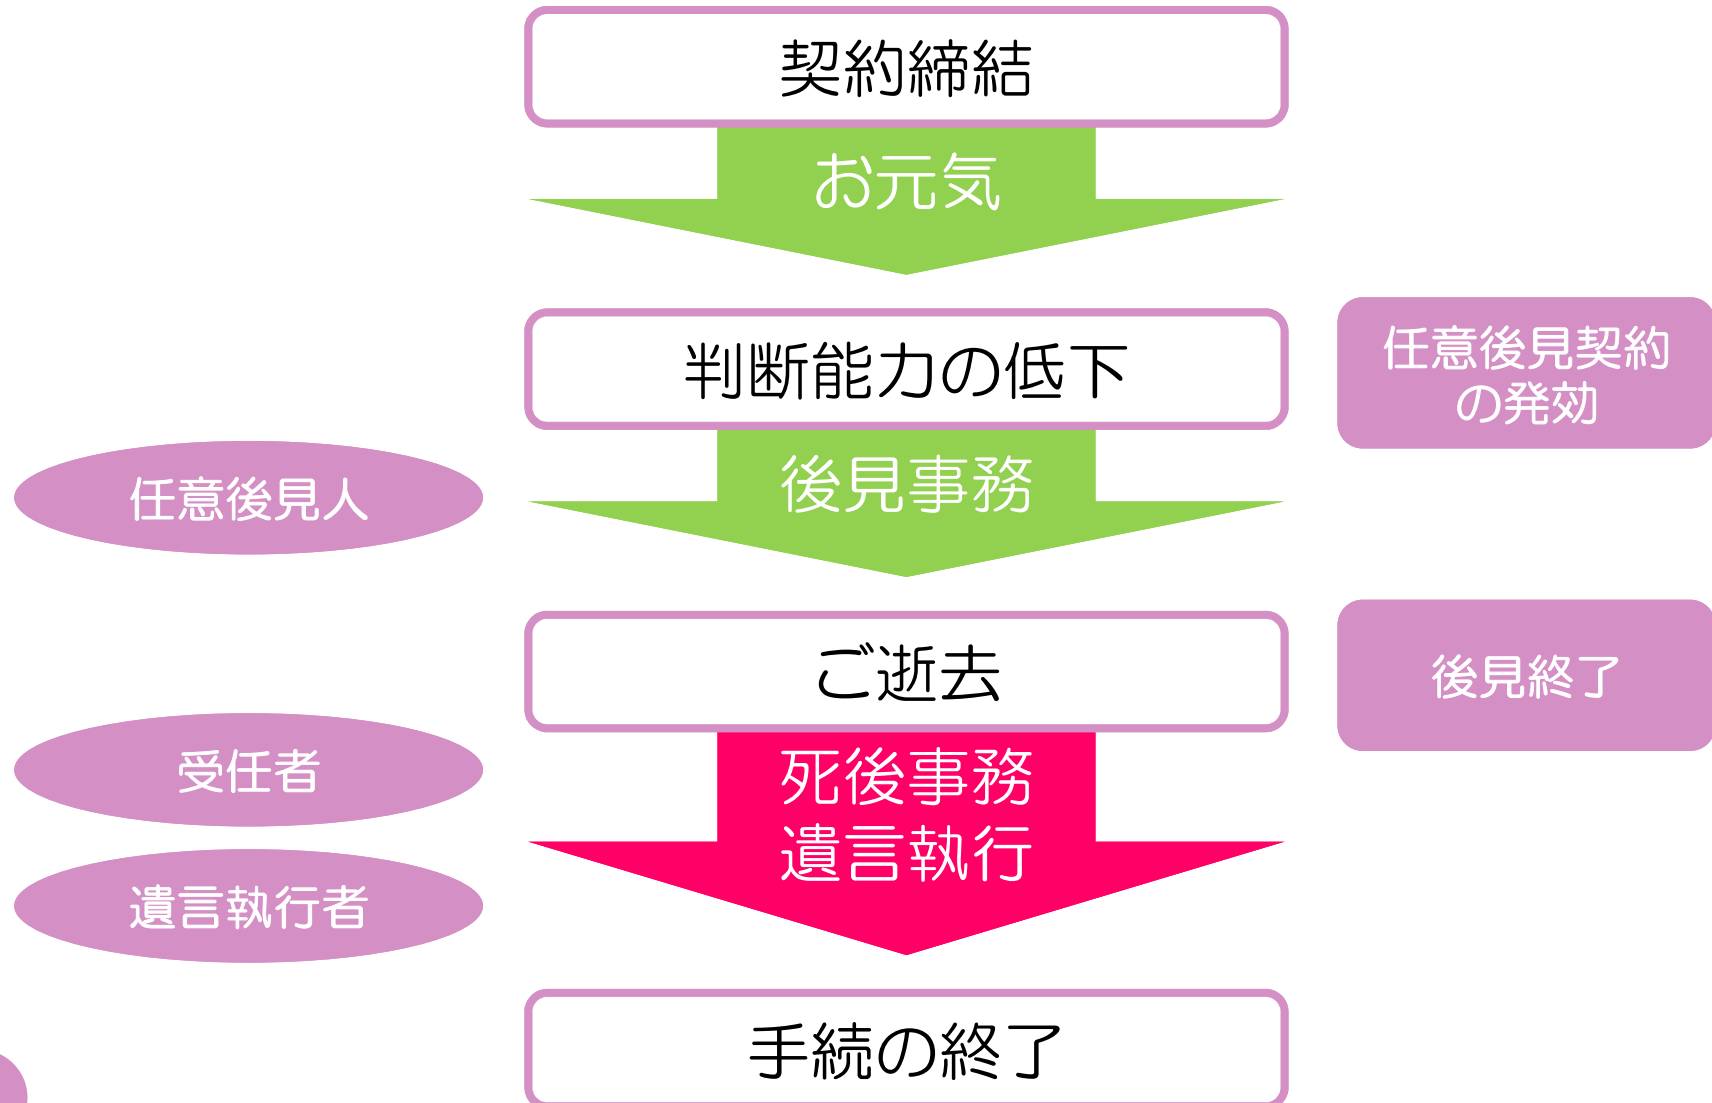 契約締結
お元気
判断能力の低下
任意後見契約
の発効
後見事務
任意後見人
ご逝去
後見終了
死後事務
遺言執行
受任者
遺言執行者
手続の終了